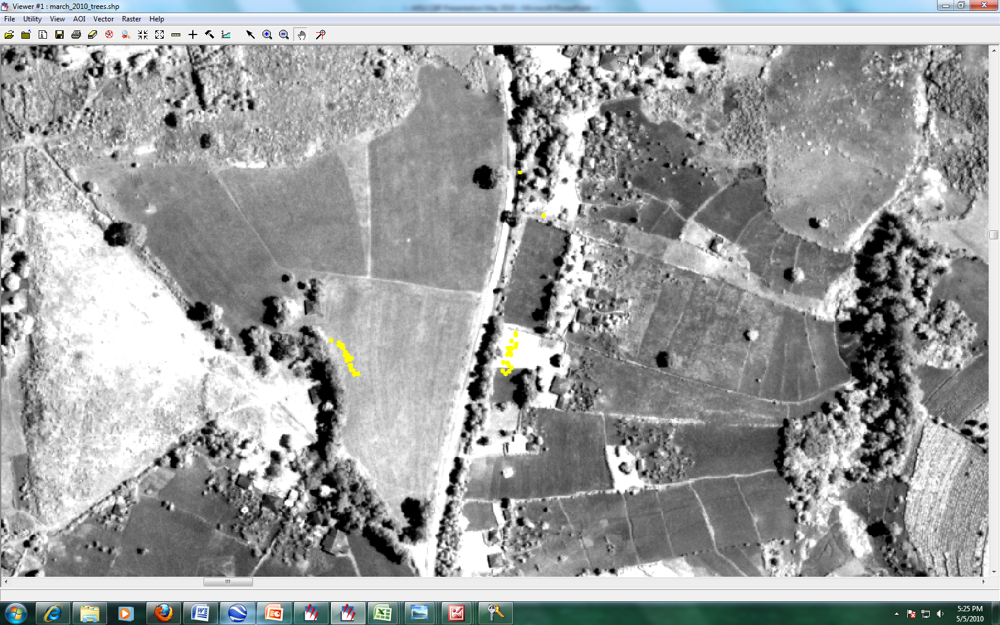 Viewer #1 : march_2010_trees.shp
File Utility View AOI Vector Raster Help
5:25 PM
5/5/2010